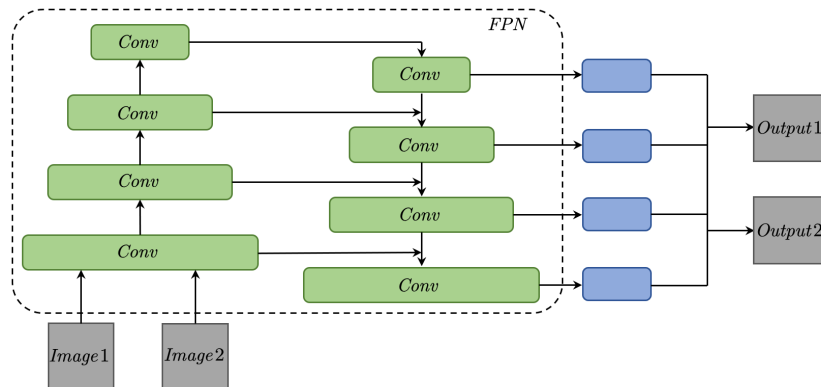 FPN
Conv
Conv
Conv
Conv
Conv
Conv
Conv
Conv
Output1
Output2
Image1
Image2